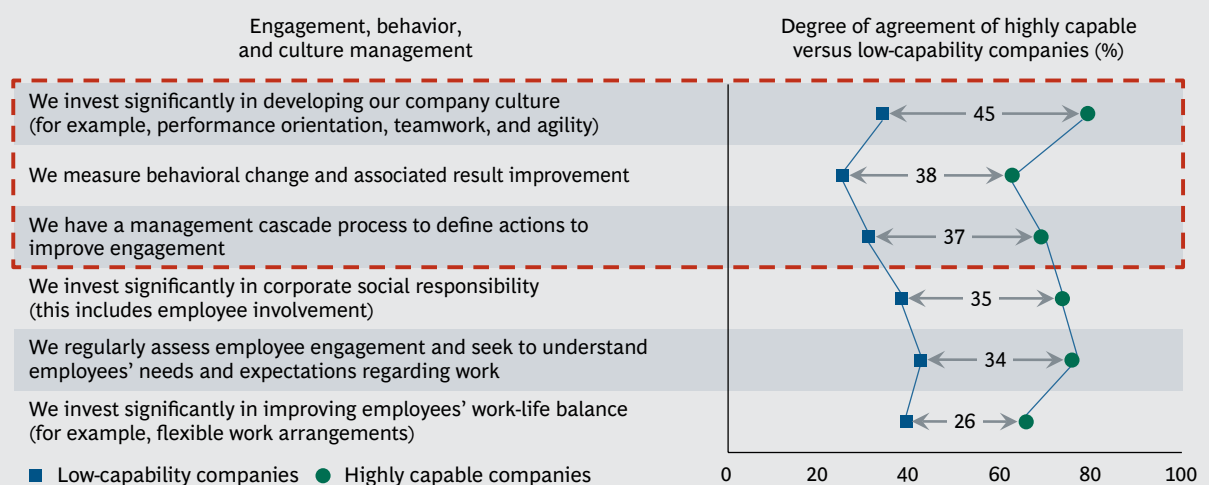 Engagement, behavior,
and culture management
Degree of agreement of highly capable
versus low-capability companies (%)
We invest significantly in developing our company culture
(for example, performance orientation, teamwork, and agility)
45
We measure behavioral change and associated result improvement
38
We have a management cascade process to define actions to
improve engagement
37
We invest significantly in corporate social responsibility
(this includes employee involvement)
35
We regularly assess employee engagement and seek to understand
employees’ needs and expectations regarding work
34
We invest significantly in improving employees’ work-life balance
(for example, flexible work arrangements)
26
Low-capability companies Highly capable companies
0 20 40 60 80 100